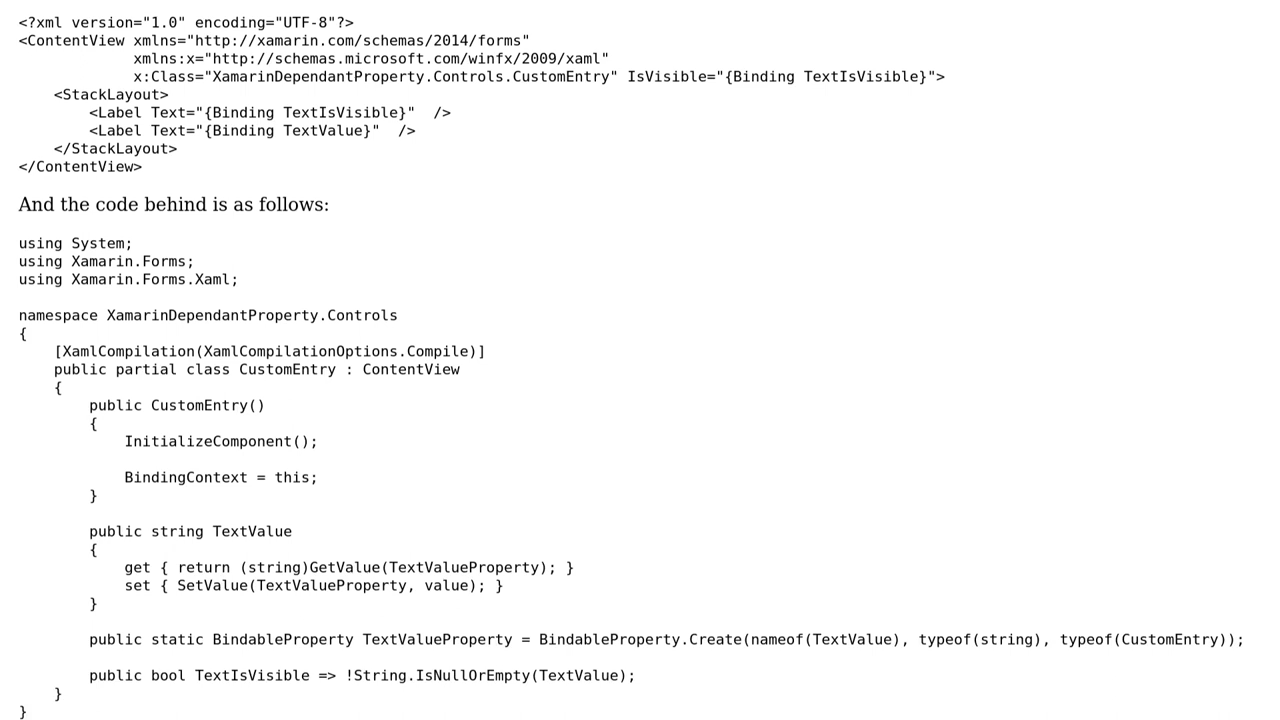 <?xml version="1.0" encoding="UTF-8"?>
<ContentView xmlns="http://xamarin.com/schemas/2014/forms"
             xmlns:x="http://schemas.microsoft.com/winfx/2009/xaml"
             x:Class="XamarinDependantProperty.Controls.CustomEntry" IsVisible="{Binding TextIsVisible}">
    <StackLayout>
        <Label Text="{Binding TextIsVisible}"  />
        <Label Text="{Binding TextValue}"  />
    </StackLayout>
</ContentView>
And the code behind is as follows:
using System;
using Xamarin.Forms;
using Xamarin.Forms.Xaml;
namespace XamarinDependantProperty.Controls
{
    [XamlCompilation(XamlCompilationOptions.Compile)]
    public partial class CustomEntry : ContentView
    {
        public CustomEntry()
        {
            InitializeComponent();
            BindingContext = this;
        }
        public string TextValue
        {
            get { return (string)GetValue(TextValueProperty); }
            set { SetValue(TextValueProperty, value); }
        }
        public static BindableProperty TextValueProperty = BindableProperty.Create(nameof(TextValue), typeof(string), typeof(CustomEntry));
        public bool TextIsVisible => !String.IsNullOrEmpty(TextValue);
    }
}